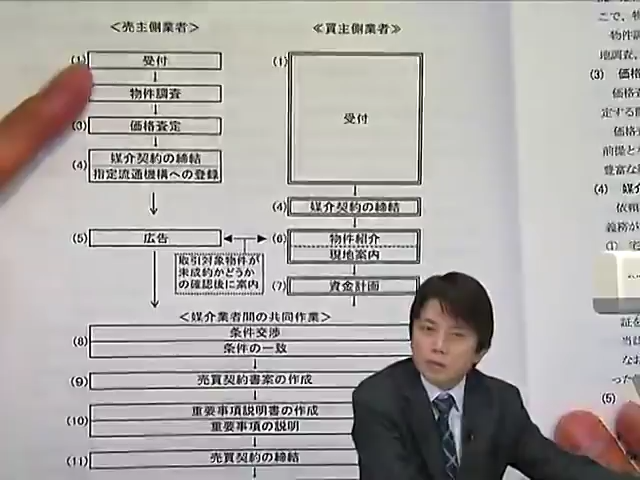 ＜売主側業者＞
≪買主側業者≫
(1) 受付
物件調査
(3) 価格査定
(4) 媒介契約の締結
指定流通機構への登録
(5) 広告
取引対象物件が
未成約かどうか
の確認後に案内
(1) 受付
(4) 媒介契約の締結
(6) 物件紹介
現地案内
(7) 資金計画
＜媒介業者間の共同作業＞
(8) 条件交渉
条件の一致
(9) 売買契約書案の作成
(10) 重要事項説明書の作成
重要事項の説明
(11) 売買契約の締結
こで、物
物件調
地調査、
(3) 価格
価格査
定する際
価格
前提と
豊富な
(4) 媒介
依頼
義務が
① 宅
証を
当
なお
った
(5)